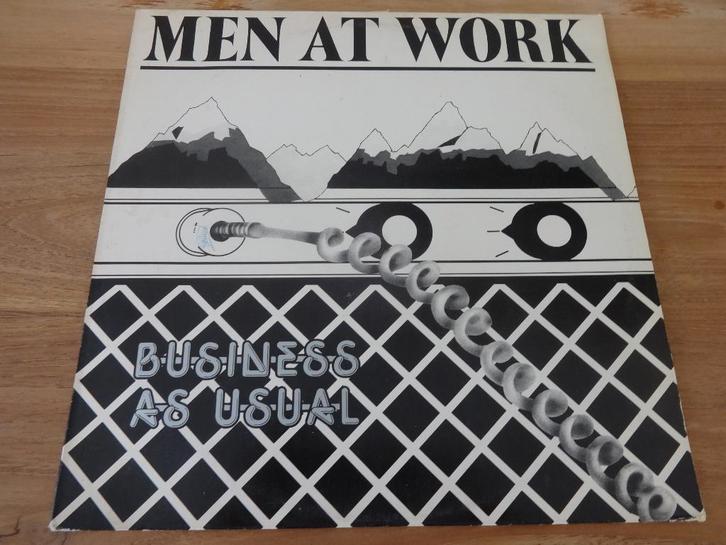 MEN AT WORK
BUSINESS
AS USUAL